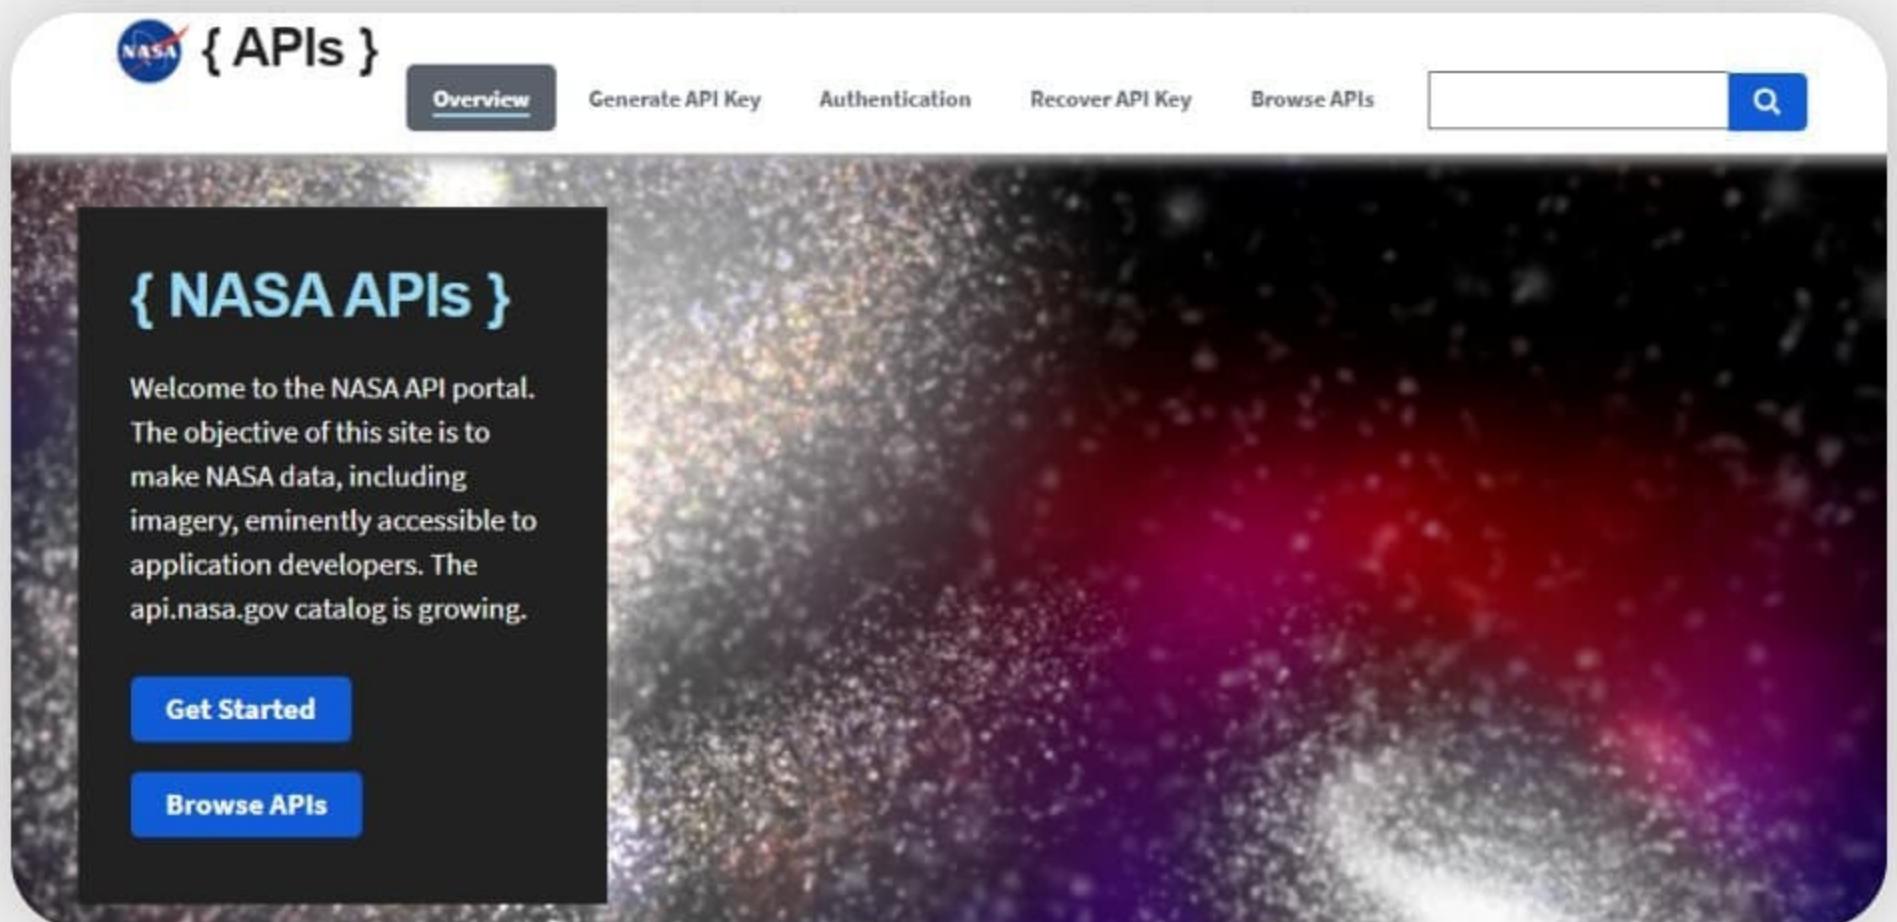 NASA { APIs }
Overview Generate API Key Authentication Recover API Key Browse APIs
{ NASA APIs }
Welcome to the NASA API portal.
The objective of this site is to
make NASA data, including
imagery, eminently accessible to
application developers. The
api.nasa.gov catalog is growing.
Get Started
Browse APIs